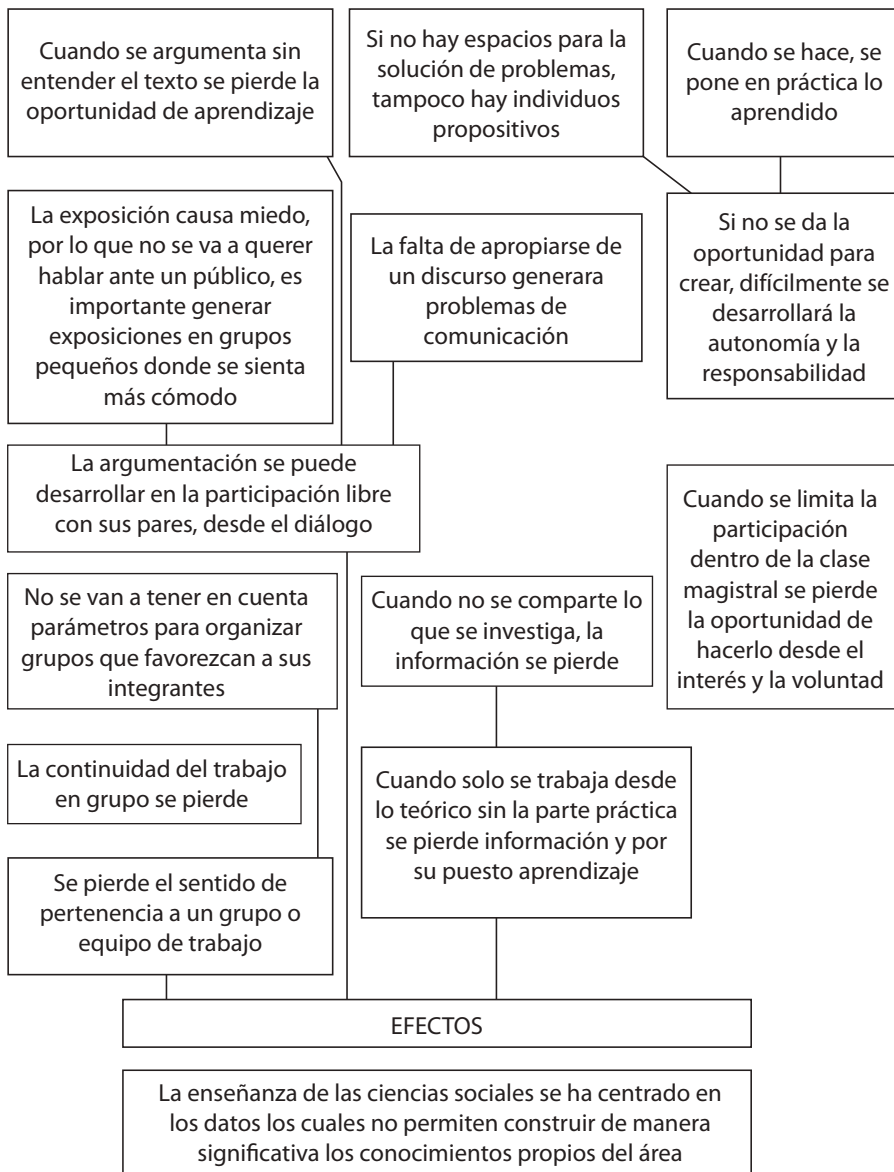 Cuando se argumenta sin
entender el texto se pierde la
oportunidad de aprendizaje
Si no hay espacios para la
solución de problemas,
tampoco hay individuos
propositivos
Cuando se hace, se
pone en práctica lo
aprendido
La exposición causa miedo,
por lo que no se va a querer
hablar ante un público, es
importante generar
exposiciones en grupos
pequeños donde se sienta
más cómodo
La falta de apropiarse de
un discurso generara
problemas de
comunicación
Si no se da la
oportunidad para
crear, difícilmente se
desarrollará la
autonomía y la
responsabilidad
La argumentación se puede
desarrollar en la participación libre
con sus pares, desde el diálogo
Cuando se limita la
participación
dentro de la clase
magistral se pierde
la oportunidad de
hacerlo desde el
interés y la voluntad
No se van a tener en cuenta
parámetros para organizar
grupos que favorezcan a sus
integrantes
Cuando no se comparte lo
que se investiga, la
información se pierde
La continuidad del trabajo
en grupo se pierde
Cuando solo se trabaja desde
lo teórico sin la parte práctica
se pierde información y por
su puesto aprendizaje
Se pierde el sentido de
pertenencia a un grupo o
equipo de trabajo
EFECTOS
La enseñanza de las ciencias sociales se ha centrado en
los datos los cuales no permiten construir de manera
significativa los conocimientos propios del área